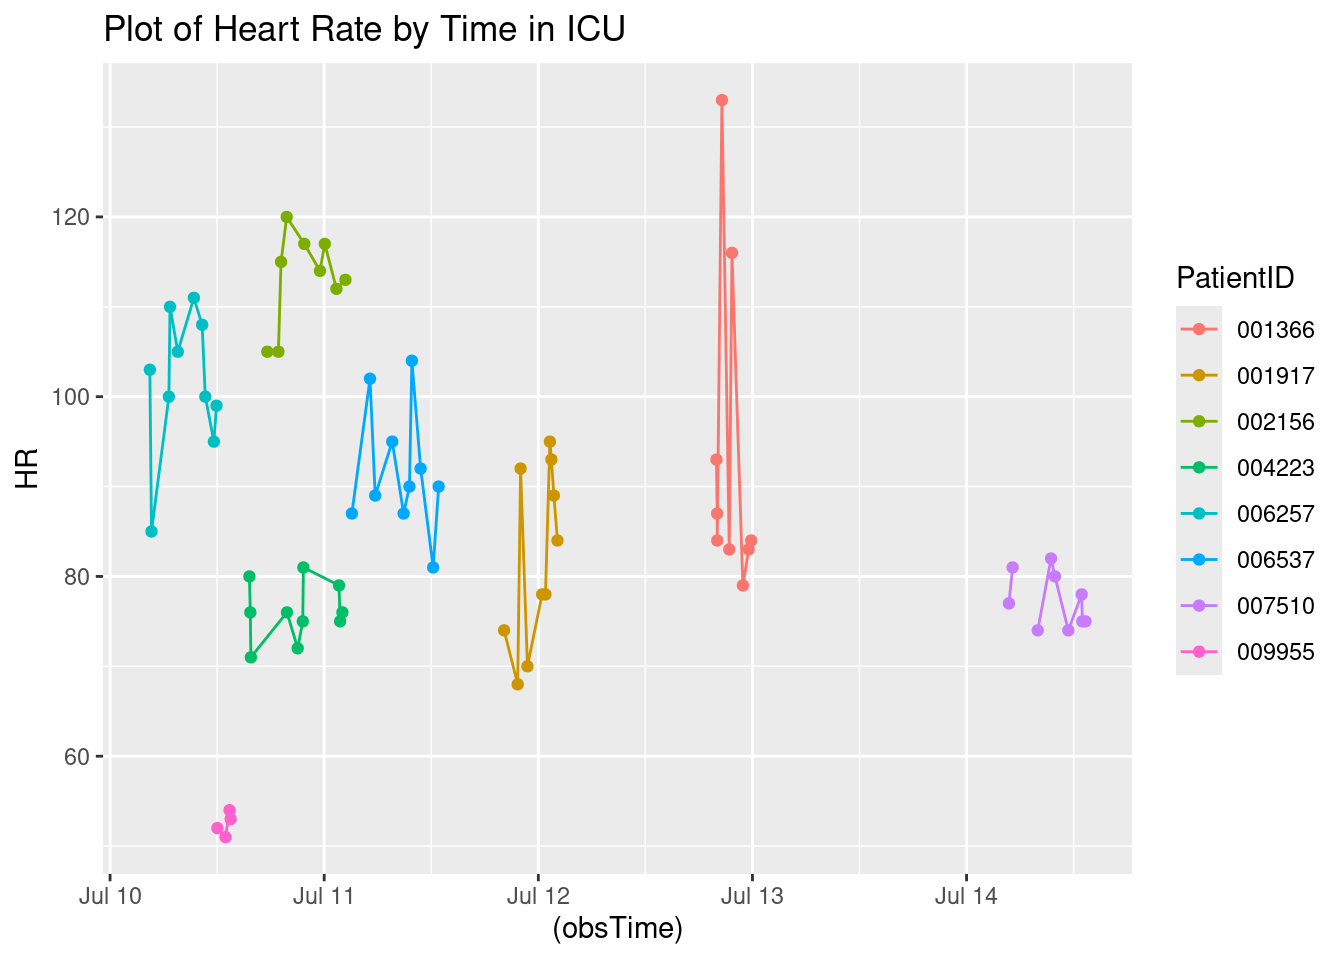 Plot of Heart Rate by Time in ICU
120
100
80
60
HR
Jul 10
Jul 11
Jul 12
Jul 13
Jul 14
(obsTime)
PatientID
001366
001917
002156
004223
006257
006537
007510
009955